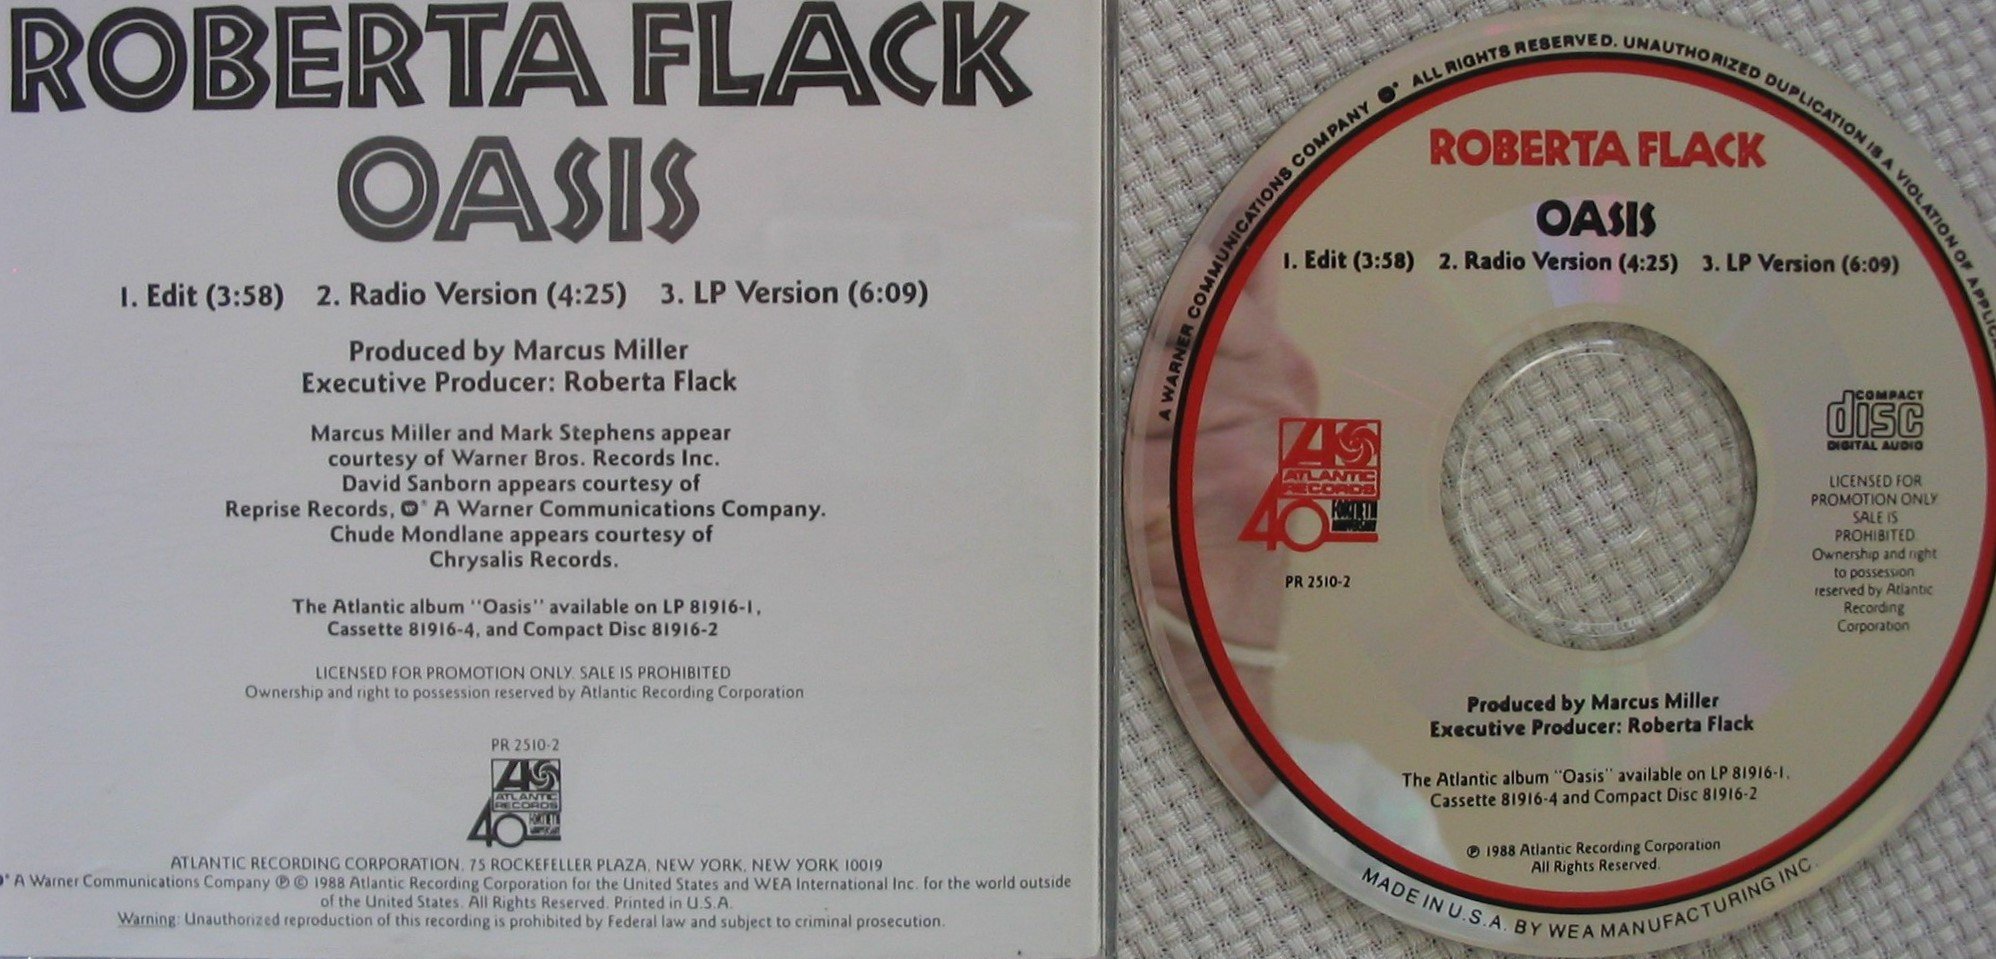 ROBERTA FLACK
OASIS
1. Edit (3:58) 2. Radio Version (4:25) 3. LP Version (6:09)
Produced by Marcus Miller
Executive Producer: Roberta Flack
Marcus Miller and Mark Stephens appear
courtesy of Warner Bros. Records Inc.
David Sanborn appears courtesy of
Reprise Records, A Warner Communications Company.
Chude Mondlane appears courtesy of
Chrysalis Records.
The Atlantic album "Oasis" available on LP 81916-1,
Cassette 81916-4, and Compact Disc 81916-2
LICENSED FOR PROMOTION ONLY. SALE IS PROHIBITED
Ownership and right to possession reserved by Atlantic Recording Corporation
PR 2510-2
ATLANTIC
RECORDS
40 FORTIETH
ANNIVERSARY
ATLANTIC RECORDING CORPORATION, 75 ROCKEFELLER PLAZA, NEW YORK, NEW YORK 10019
A Warner Communications Company ℗ © 1988 Atlantic Recording Corporation for the United States and WEA International Inc. for the world outside
of the United States. All Rights Reserved. Printed in U.S.A.
Warning: Unauthorized reproduction of this recording is prohibited by Federal law and subject to criminal prosecution.
A WARNER COMMUNICATIONS COMPANY ALL RIGHTS RESERVED. UNAUTHORIZED DUPLICATION IS A VIOLATION OF
ROBERTA FLACK
OASIS
1. Edit (3:58) 2. Radio Version (4:25) 3. LP Version (6:09)
ATLANTIC
RECORDS
40 FORTIETH
ANNIVERSARY
PR 2510-2
COMPACT
disc
DIGITAL AUDIO
LICENSED FOR
PROMOTION ONLY
SALE IS
PROHIBITED
Ownership and right
to possession
reserved by Atlantic
Recording
Corporation
Produced by Marcus Miller
Executive Producer: Roberta Flack
The Atlantic album "Oasis" available on LP 81916-1,
Cassette 81916-4 and Compact Disc 81916-2
℗ 1988 Atlantic Recording Corporation
All Rights Reserved.
MADE IN U.S.A. BY WEA MANUFACTURING INC.